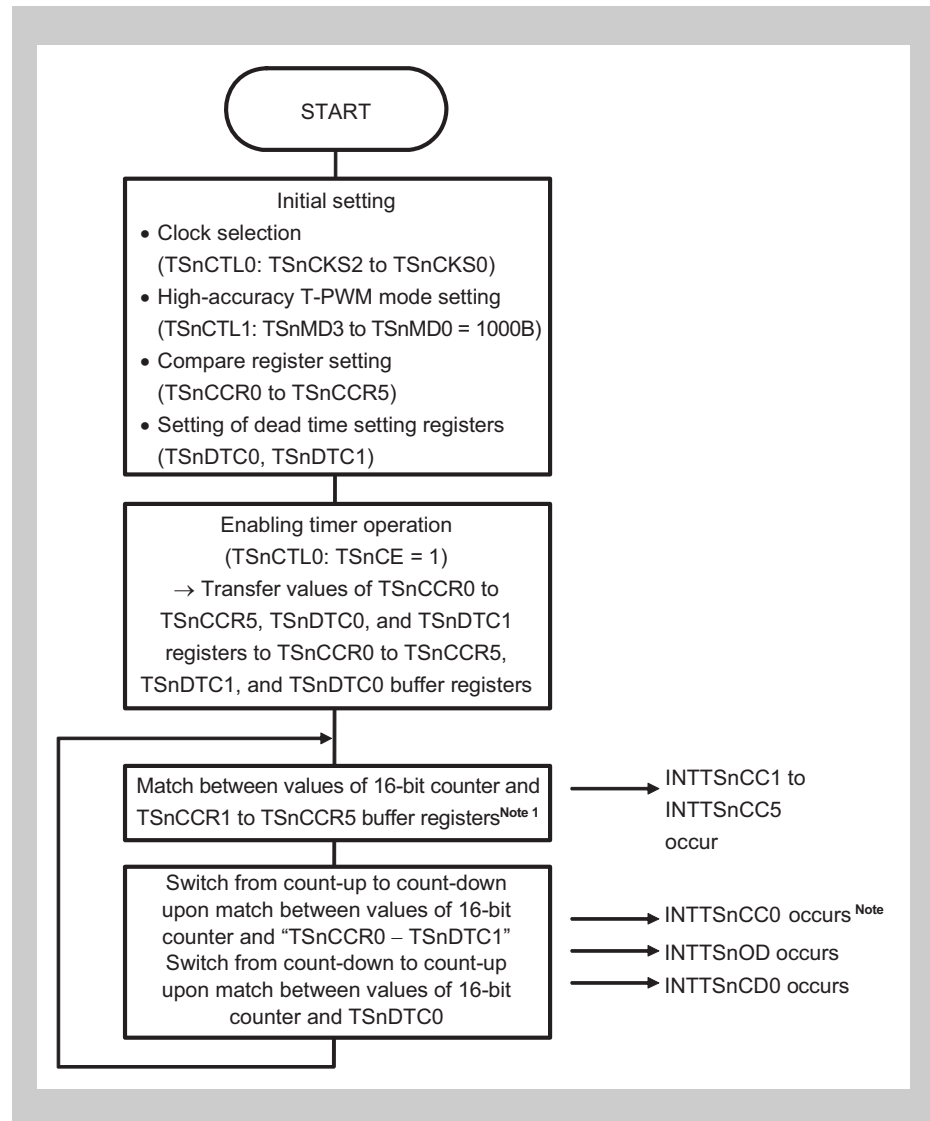 START
Initial setting
• Clock selection
(TSnCTL0: TSnCKS2 to TSnCKS0)
• High-accuracy T-PWM mode setting
(TSnCTL1: TSnMD3 to TSnMD0 = 1000B)
• Compare register setting
(TSnCCR0 to TSnCCR5)
• Setting of dead time setting registers
(TSnDTC0, TSnDTC1)
Enabling timer operation
(TSnCTL0: TSnCE = 1)
→ Transfer values of TSnCCR0 to
TSnCCR5, TSnDTC0, and TSnDTC1
registers to TSnCCR0 to TSnCCR5,
TSnDTC1, and TSnDTC0 buffer registers
Match between values of 16-bit counter and
TSnCCR1 to TSnCCR5 buffer registers Note 1
INTTSnCC1 to
INTTSnCC5
occur
Switch from count-up to count-down
upon match between values of 16-bit
counter and “TSnCCR0 – TSnDTC1”
Switch from count-down to count-up
upon match between values of 16-bit
counter and TSnDTC0
INTTSnCC0 occurs Note
INTTSnOD occurs
INTTSnCD0 occurs